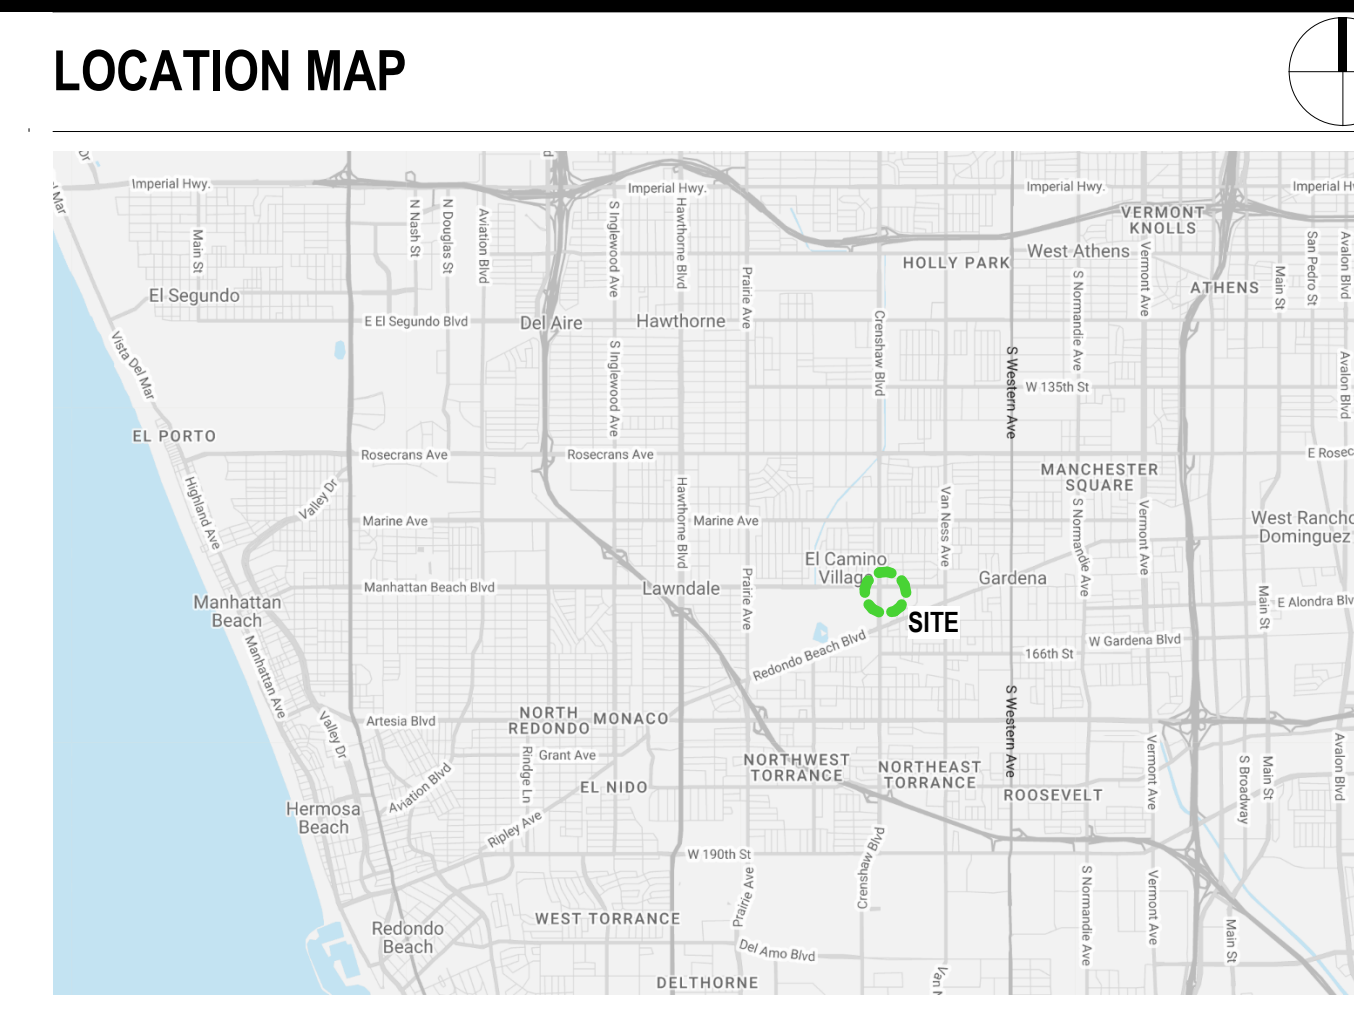 LOCATION MAP
Imperial Hwy.
Imperial Hwy.
Imperial Hwy.
Imperial H
Main St
N Nash St
N Douglas St
Aviation Blvd
S Inglewood Ave
Hawthorne Blvd
VERMONT
KNOLLS
West Athens
HOLLY PARK
Vermont Ave
San Pedro St
Avalon Blvd
El Segundo
Prairie Ave
S Normandie Ave
ATHENS
Main St
E El Segundo Blvd
Del Aire
Hawthorne
Crenshaw Blvd
Vista Del Mar
S Inglewood Ave
S Western Ave
W 135th St
Avalon Blvd
EL PORTO
Rosecrans Ave
Rosecrans Ave
E Rosec
MANCHESTER
SQUARE
Highland Ave
Valley Dr
Marine Ave
Hawthorne Blvd
Marine Ave
Van Ness Ave
S Normandie Ave
Vermont Ave
West Rancho
Dominguez
El Camino
Village
Gardena
Manhattan Beach Blvd
Lawndale
Prairie Ave
Manhattan
Beach
SITE
Main St
E Alondra Blv
Redondo Beach Blvd
W Gardena Blvd
166th St
Manhattan Ave
Valley Dr
Artesia Blvd
NORTH
REDONDO
MONACO
S Western Ave
Grant Ave
Rindge Ln
NORTHWEST
TORRANCE
NORTHEAST
TORRANCE
Vermont Ave
S Broadway
Main St
Avalon Blvd
Aviation Blvd
EL NIDO
ROOSEVELT
Hermosa
Beach
Ripley Ave
W 190th St
Crenshaw Blvd
Prairie Ave
S Normandie Ave
Vermont Ave
WEST TORRANCE
Redondo
Beach
Main St
Del Amo Blvd
DELTHORNE
Van N